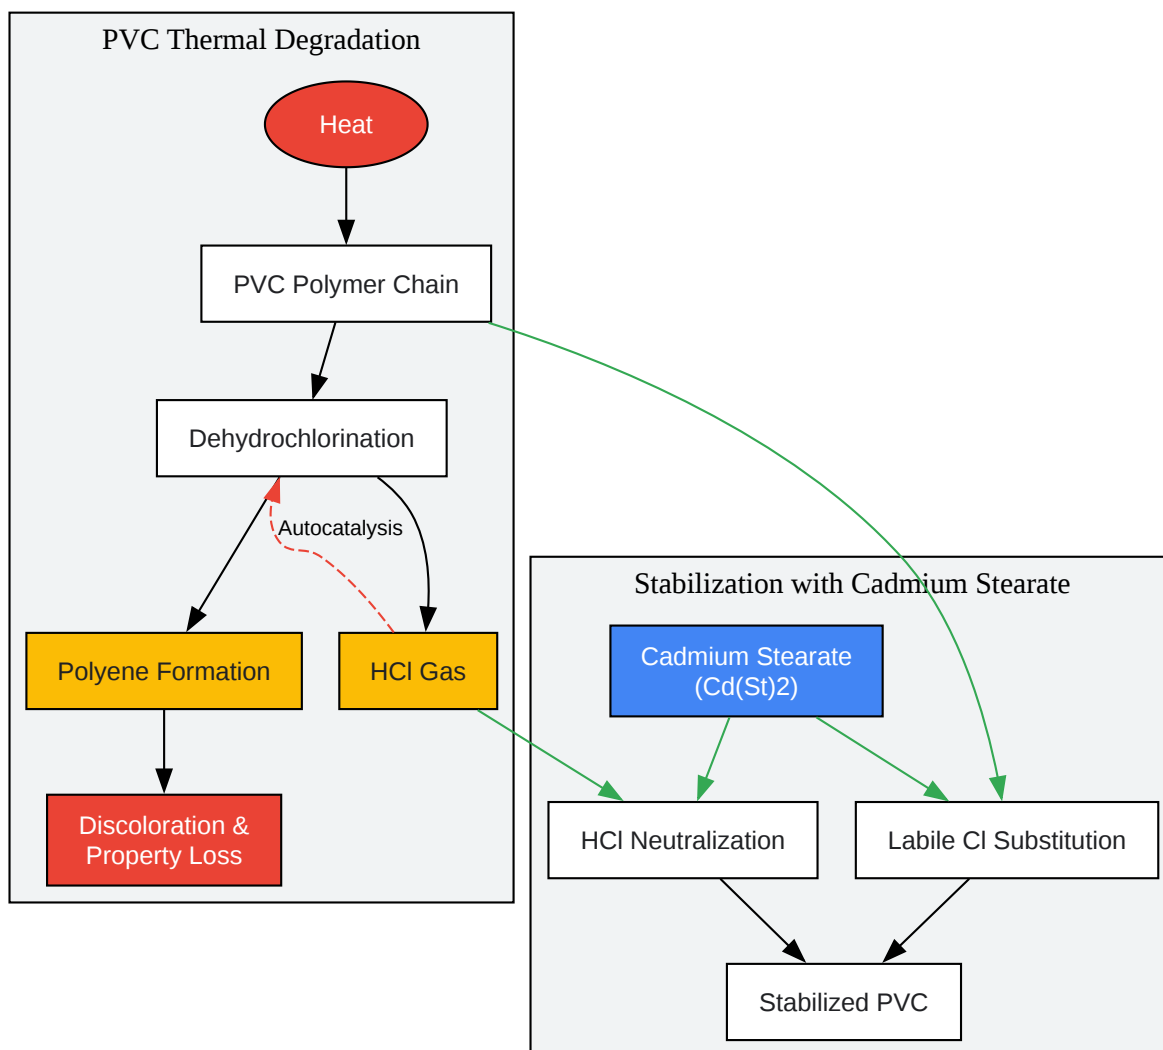 PVC Thermal Degradation
Heat
PVC Polymer Chain
Dehydrochlorination
Autocatalysis
Polyene Formation
HCl Gas
Discoloration &
Property Loss
Stabilization with Cadmium Stearate
Cadmium Stearate
(Cd(St)2)
HCl Neutralization
Labile Cl Substitution
Stabilized PVC